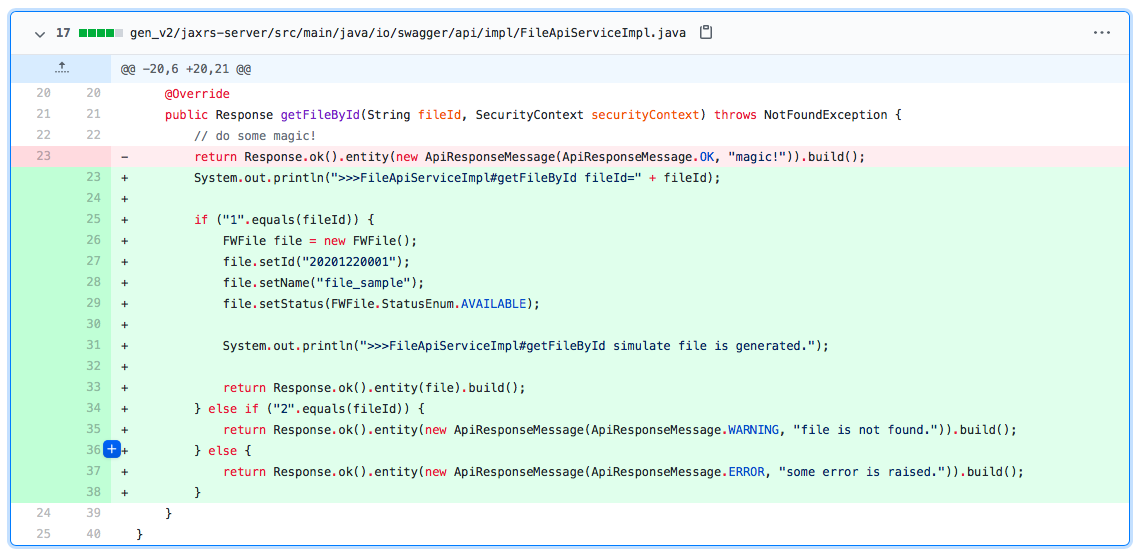 17 gen_v2/jaxrs-server/src/main/java/io/swagger/api/impl/FileApiServiceImpl.java ...
@@ -20,6 +20,21 @@
20 20 @Override
21 21 public Response getFileById(String fileId, SecurityContext securityContext) throws NotFoundException {
22 22 // do some magic!
23 - return Response.ok().entity(new ApiResponseMessage(ApiResponseMessage.OK, "magic!")).build();
23 + System.out.println(">>>FileApiServiceImpl#getFileById fileId=" + fileId);
24 +
25 + if ("1".equals(fileId)) {
26 + FWFile file = new FWFile();
27 + file.setId("20201220001");
28 + file.setName("file_sample");
29 + file.setStatus(FWFile.StatusEnum.AVAILABLE);
30 +
31 + System.out.println(">>>FileApiServiceImpl#getFileById simulate file is generated.");
32 +
33 + return Response.ok().entity(file).build();
34 + } else if ("2".equals(fileId)) {
35 + return Response.ok().entity(new ApiResponseMessage(ApiResponseMessage.WARNING, "file is not found.")).build();
36 + + } else {
37 + return Response.ok().entity(new ApiResponseMessage(ApiResponseMessage.ERROR, "some error is raised.")).build();
38 + }
24 39 }
25 40 }